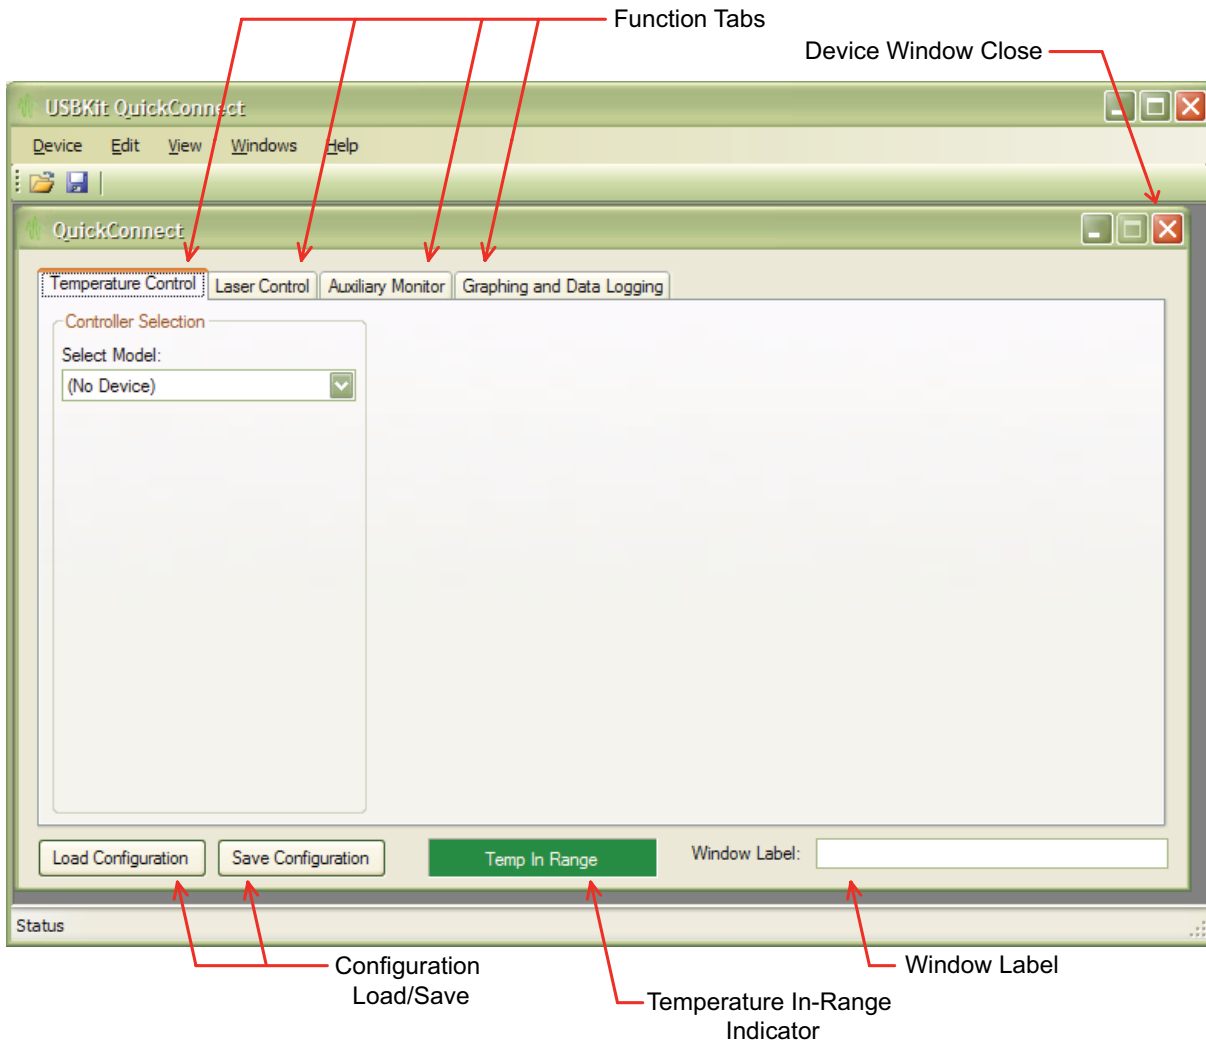 Function Tabs
Device Window Close
USBKit QuickConnect
Device Edit View Windows Help
QuickConnect
Temperature Control Laser Control Auxiliary Monitor Graphing and Data Logging
Controller Selection
Select Model:
(No Device)
Load Configuration Save Configuration Temp In Range Window Label:
Status
Configuration
Load/Save
Window Label
Temperature In-Range
Indicator